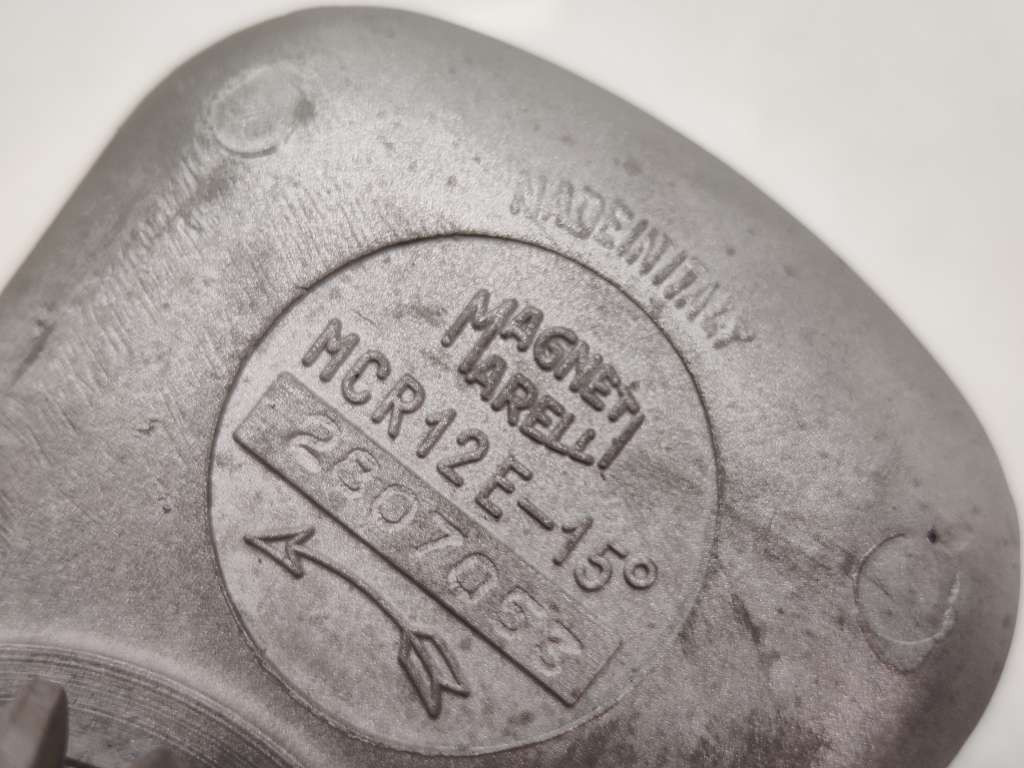 MADE IN ITALY
MAGNETI
MARELLI
MCR12E-15°
2807053